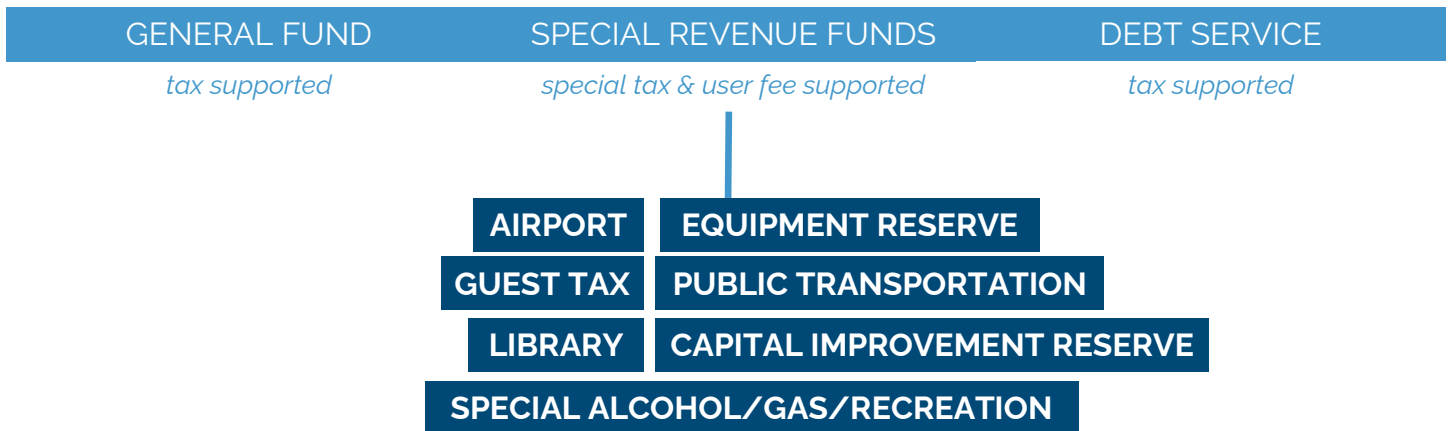 GENERAL FUND SPECIAL REVENUE FUNDS DEBT SERVICE
tax supported special tax & user fee supported tax supported
AIRPORT EQUIPMENT RESERVE
GUEST TAX PUBLIC TRANSPORTATION
LIBRARY CAPITAL IMPROVEMENT RESERVE
SPECIAL ALCOHOL/GAS/RECREATION